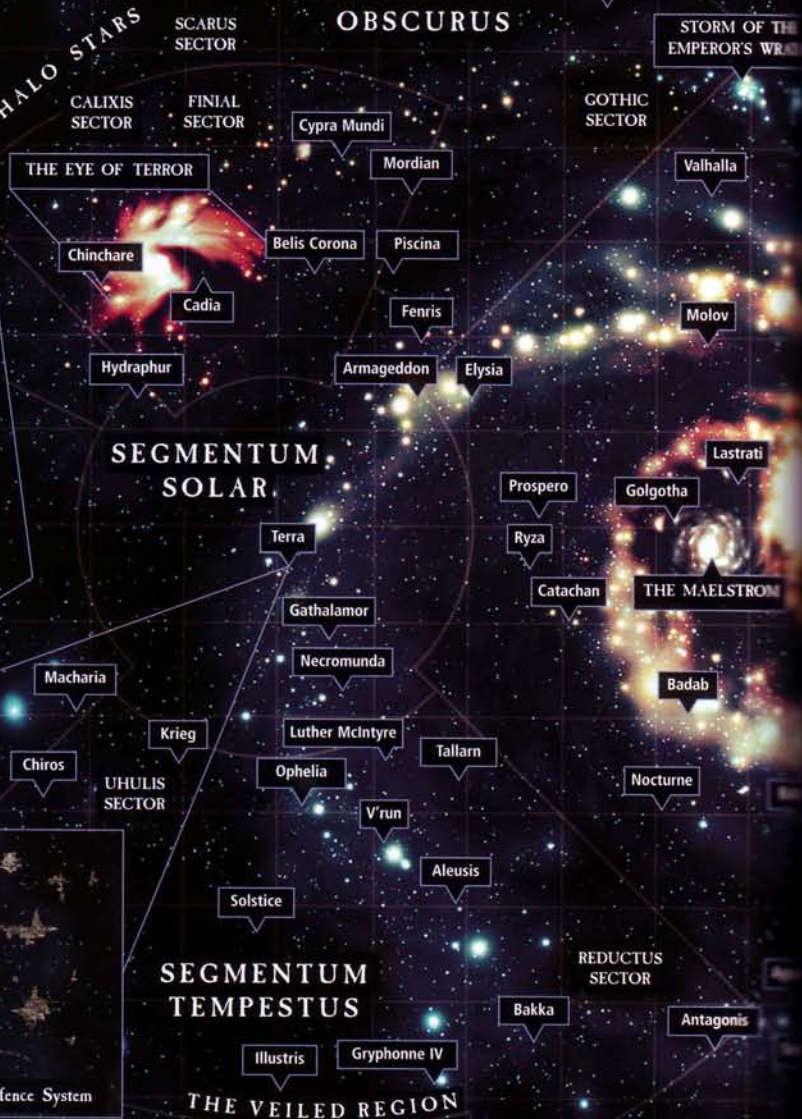 HALO STARS
SCARUS
SECTOR
OBSCURUS
STORM OF THE
EMPEROR'S
CALIXIS
SECTOR
FINIAL
SECTOR
GOTHIC
SECTOR
Cypra Mundi
Mordian
Valhalla
THE EYE OF TERROR
Chinchare
Belis Corona
Piscina
Cadia
Fenris
Molov
Hydraphur
Armageddon
Elysia
SEGMENTUM
SOLAR
Lastrati
Prospero
Golgotha
Terra
Ryza
Catachan
THE MAELSTROM
Gathalamor
Necromunda
Macharia
Badab
Krieg
Luther McIntyre
Tallarn
Chiros
Ophelia
Nocturne
UHULIS
SECTOR
V'run
Aleusis
Solstice
SEGMENTUM
TEMPESTUS
REDUCTUS
SECTOR
Bakka
Antagonis
Illustris
Gryphonne IV
fence System
THE VEILED REGION